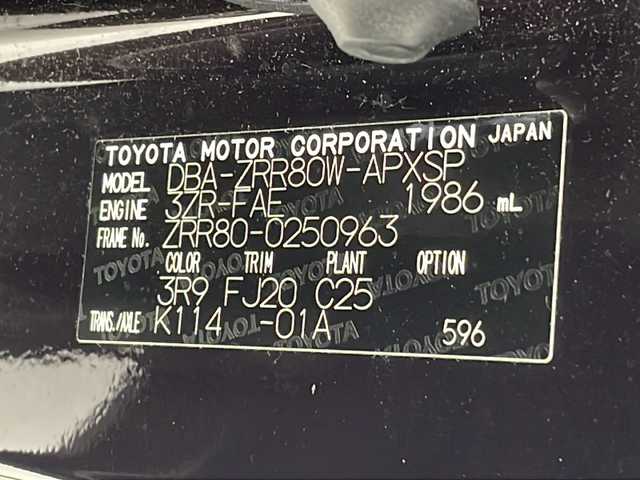 TOYOTA MOTOR CORPORATION JAPAN
MODEL DBA-ZRR80W-APXSP
ENGINE 3ZR-FAE 1986 mL
FRAME No. ZRR80-0250963
COLOR TRIM PLANT OPTION
3R9 FJ20 C25
TRANS./AXLE K114 -01A 596